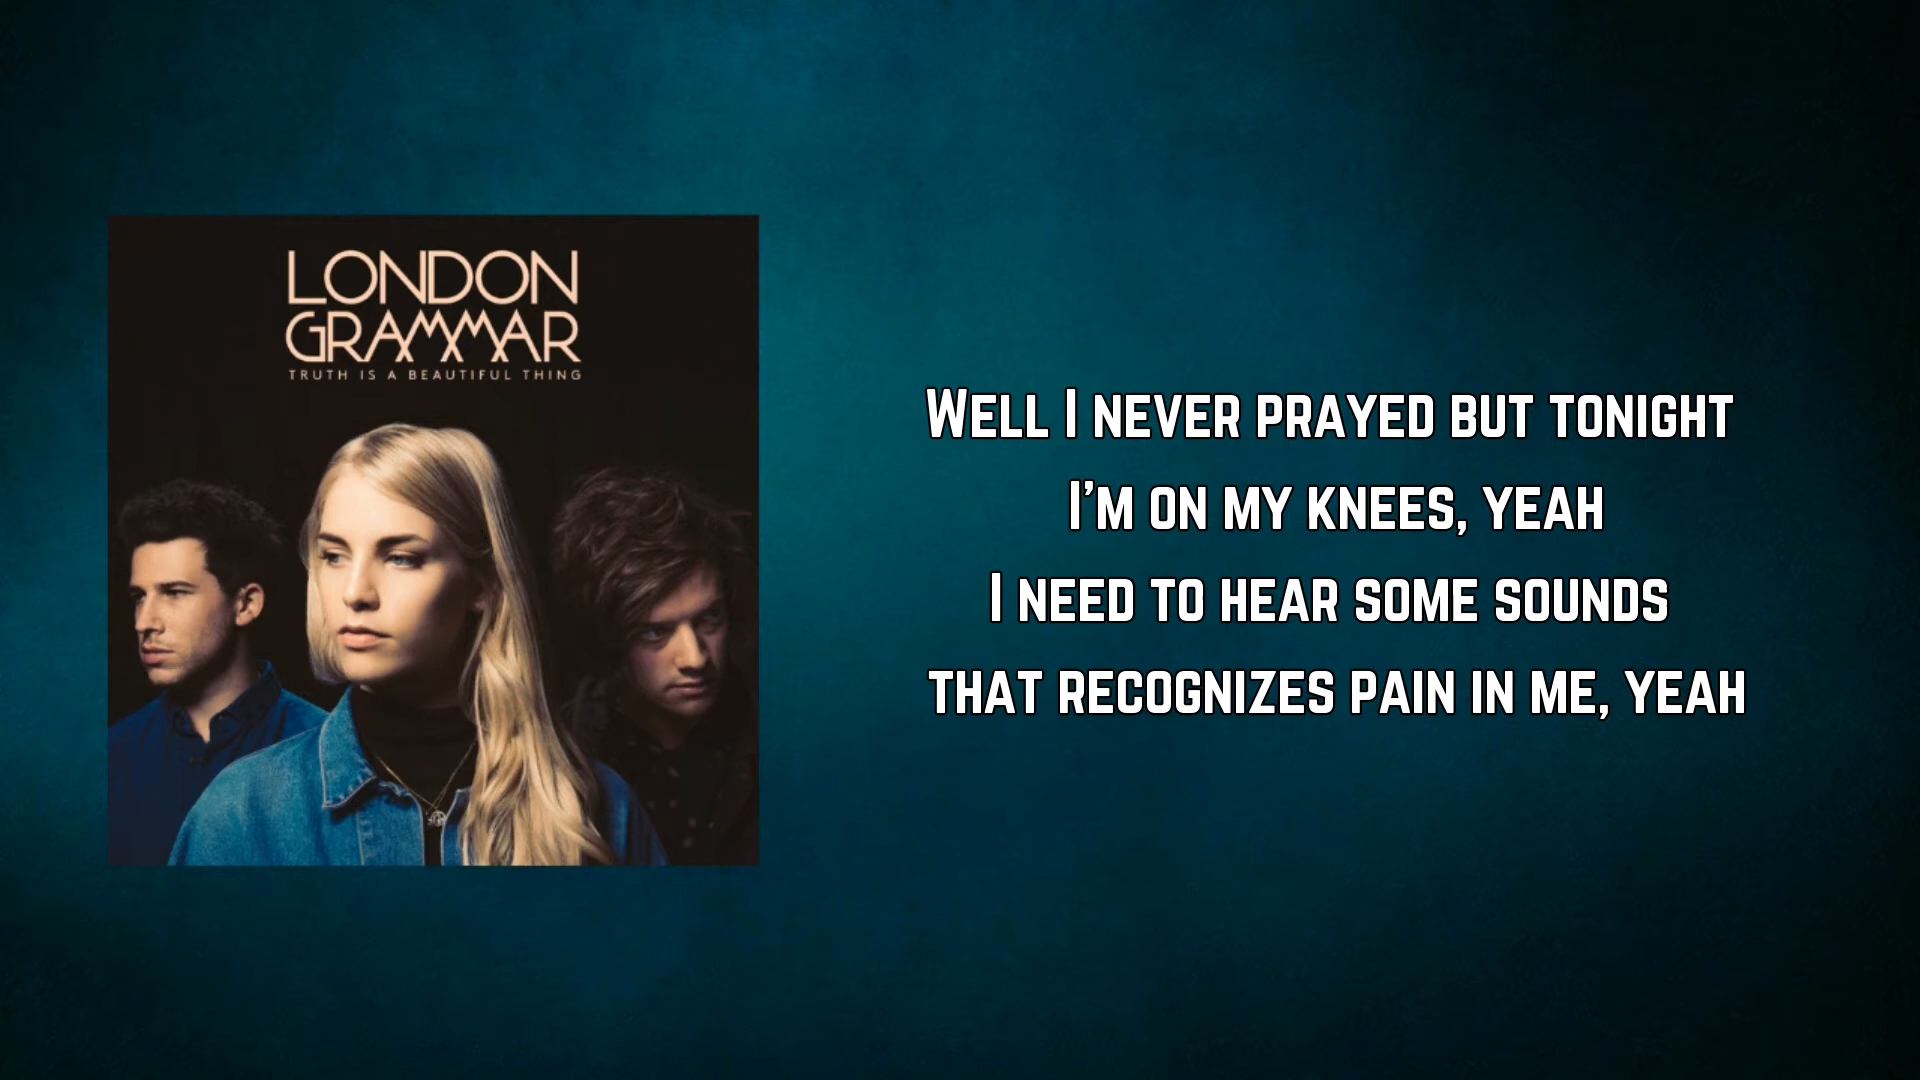 LONDON
GRAMMAR
TRUTH IS A BEAUTIFUL THING
WELL I NEVER PRAYED BUT TONIGHT
I'M ON MY KNEES, YEAH
I NEED TO HEAR SOME SOUNDS
THAT RECOGNIZES PAIN IN ME, YEAH